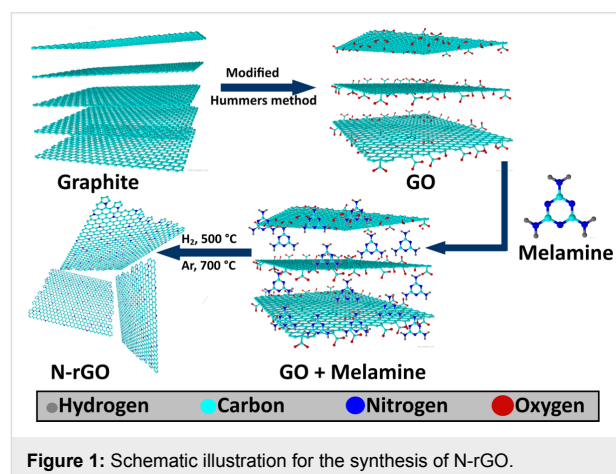 Modified
Hummers method
Graphite
GO
Melamine
H₂, 500 °C
Ar, 700 °C
N-rGO
GO + Melamine
Hydrogen Carbon Nitrogen Oxygen
Figure 1: Schematic illustration for the synthesis of N-rGO.